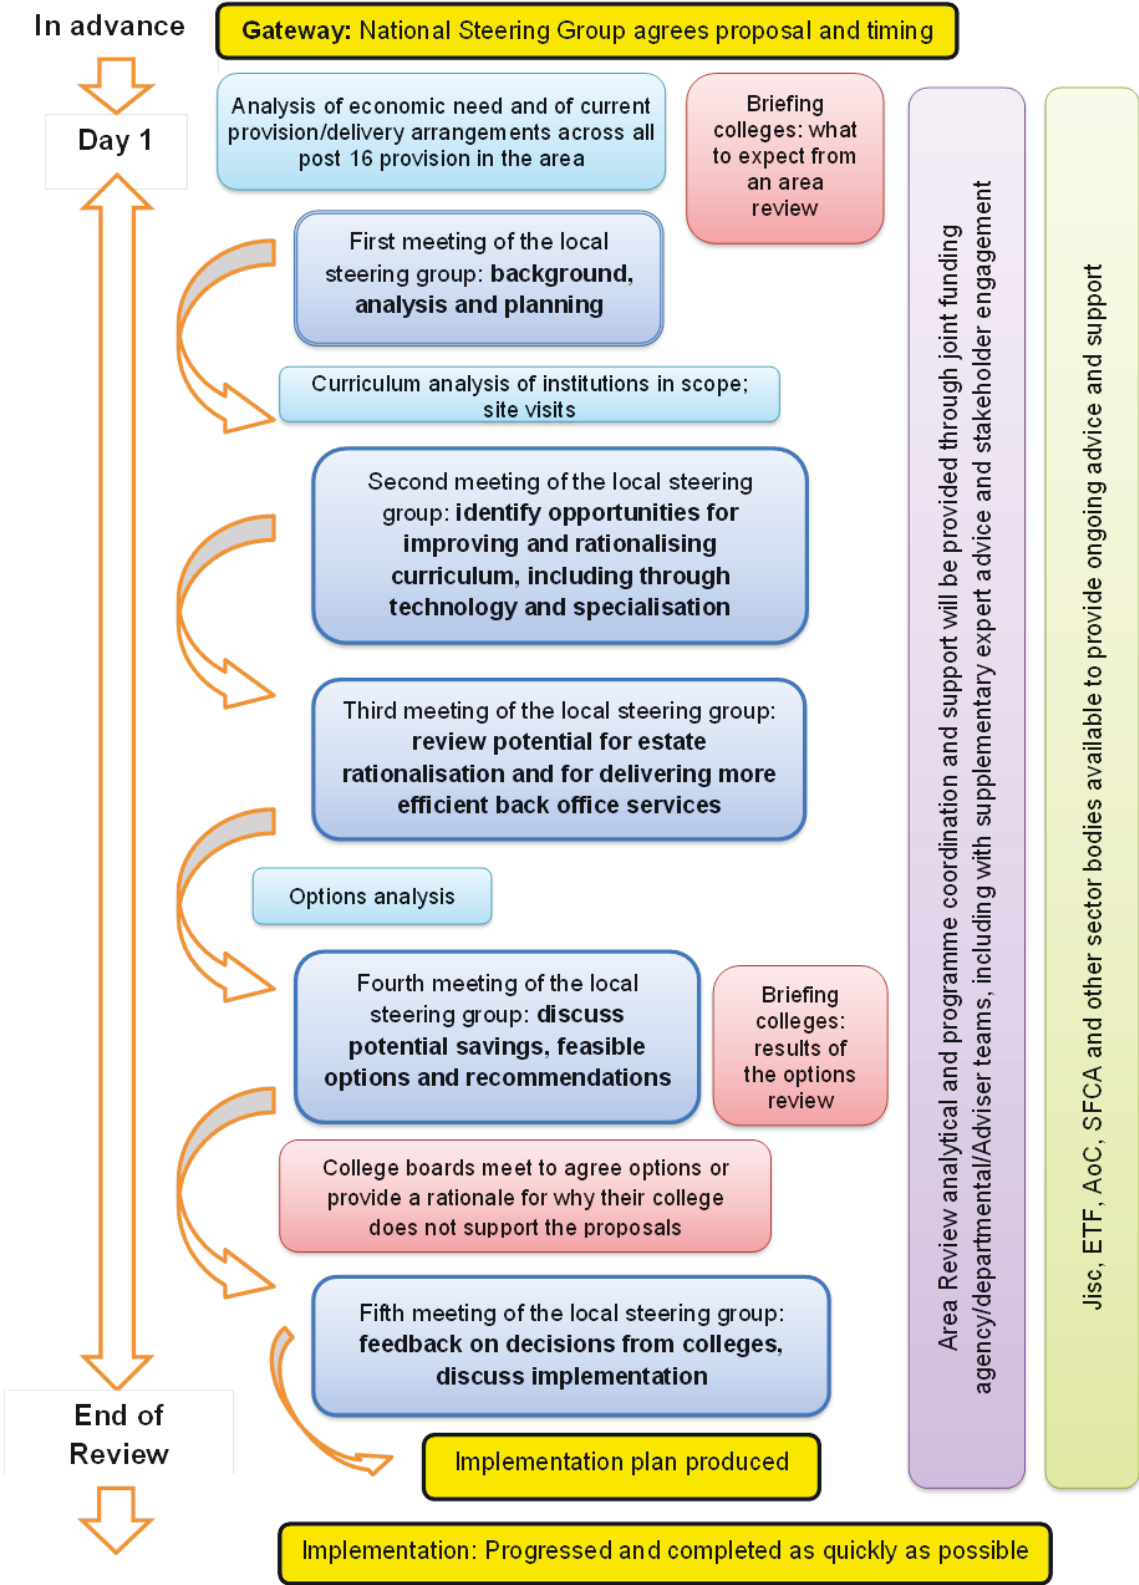 In advance
Gateway: National Steering Group agrees proposal and timing
Day 1
Analysis of economic need and of current
provision/delivery arrangements across all
post 16 provision in the area
Briefing
colleges: what
to expect from
an area
review
First meeting of the local
steering group: background,
analysis and planning
Curriculum analysis of institutions in scope;
site visits
Second meeting of the local steering
group: identify opportunities for
improving and rationalising
curriculum, including through
technology and specialisation
Third meeting of the local steering group:
review potential for estate
rationalisation and for delivering more
efficient back office services
Options analysis
Fourth meeting of the local
steering group: discuss
potential savings, feasible
options and recommendations
Briefing
colleges:
results of
the options
review
College boards meet to agree options or
provide a rationale for why their college
does not support the proposals
Fifth meeting of the local steering group:
feedback on decisions from colleges,
discuss implementation
End of
Review
Implementation plan produced
Implementation: Progressed and completed as quickly as possible
Area Review analytical and programme coordination and support will be provided through joint funding
agency/departmental/Adviser teams, including with supplementary expert advice and stakeholder engagement
Jisc, ETF, AoC, SFCA and other sector bodies available to provide ongoing advice and support